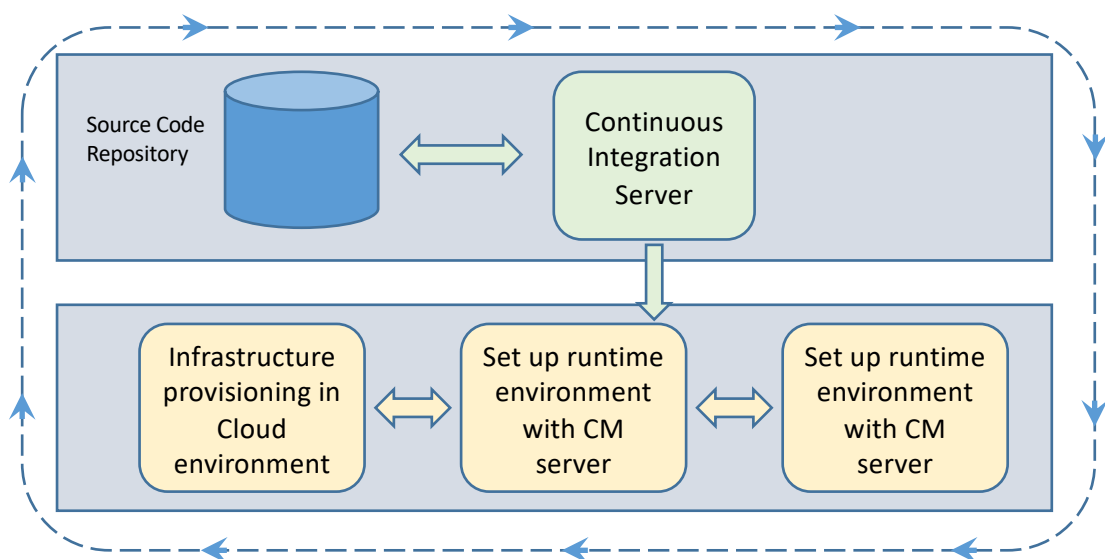 Source Code
Repository
Continuous
Integration
Server
Infrastructure
provisioning in
Cloud
environment
Set up runtime
environment
with CM
server
Set up runtime
environment
with CM
server